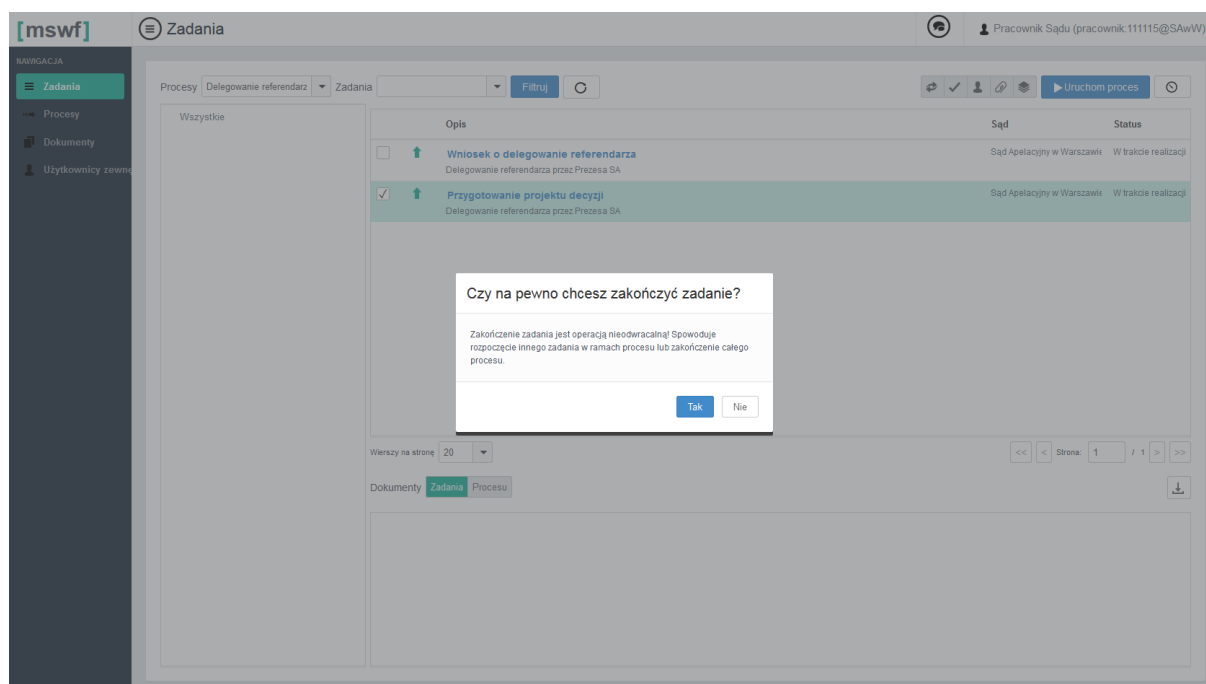 [mswf]
Zadania
Pracownik Sądu (pracownik:111115@SAwW)
NAWIGACJA
Zadania
Procesy
Dokumenty
Użytkownicy zewnę
Procesy Delegowanie referendarz Zadania Filtruj Uruchom proces
Wszystkie
Opis Sąd Status
Wniosek o delegowanie referendarza Sąd Apelacyjny w Warszawie W trakcie realizacji
Delegowanie referendarza przez Prezesa SA
Przygotowanie projektu decyzji Sąd Apelacyjny w Warszawie W trakcie realizacji
Delegowanie referendarza przez Prezesa SA
Czy na pewno chcesz zakończyć zadanie?
Zakończenie zadania jest operacją nieodwracalną! Spowoduje
rozpoczęcie innego zadania w ramach procesu lub zakończenie całego
procesu.
Tak Nie
Wierszy na stronę 20 << < Strona: 1 / 1 > >>
Dokumenty Zadania Procesu